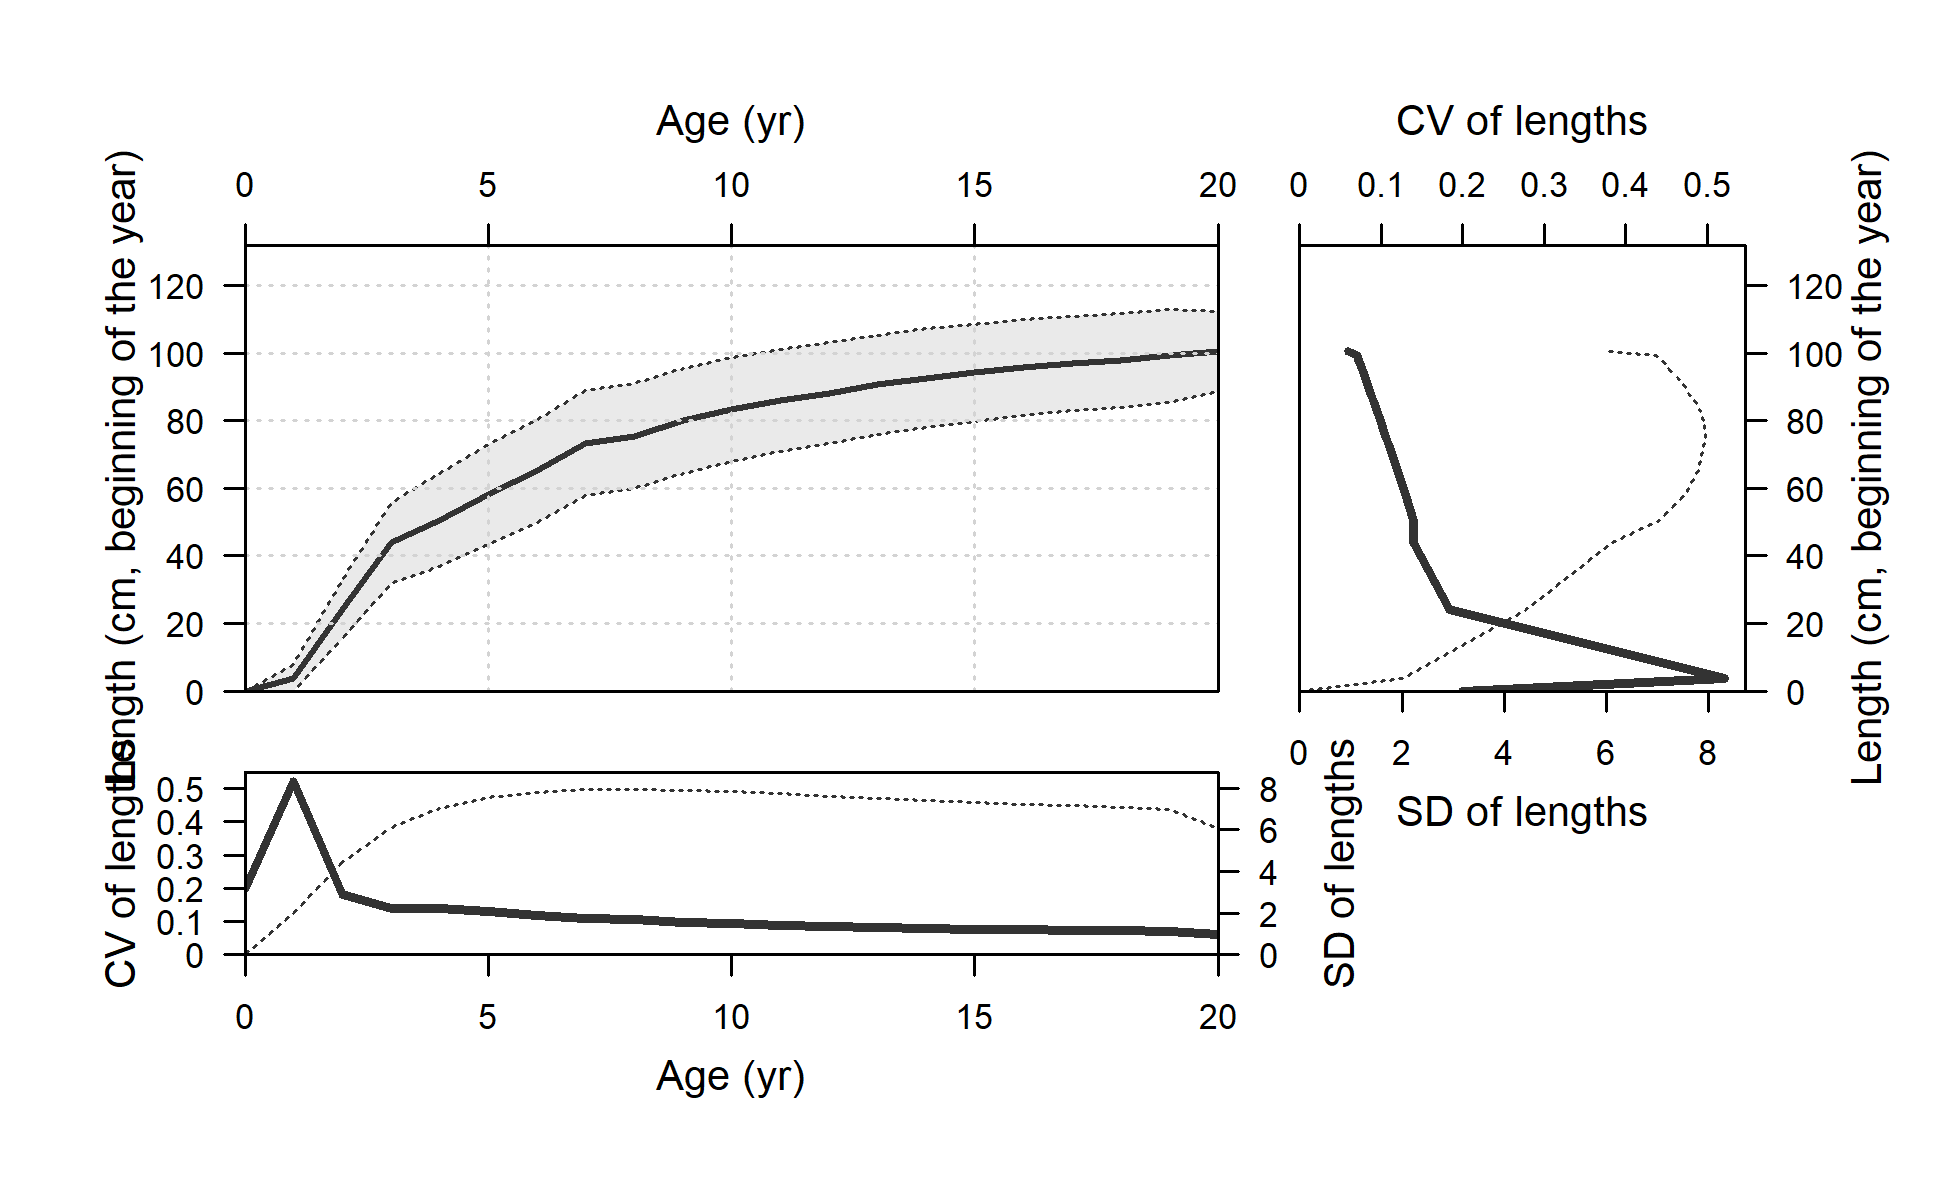 Age (yr)
CV of lengths
0 5 10 15 20
0 0.1 0.2 0.3 0.4 0.5
Length (cm, beginning of the year)
120
100
80
60
40
20
0
120
100
80
60
40
20
0
Length (cm, beginning of the year)
0 2 4 6 8
SD of lengths
CV of lengths
0.5
0.4
0.3
0.2
0.1
0
8
6
4
2
0
SD of lengths
0 5 10 15 20
Age (yr)